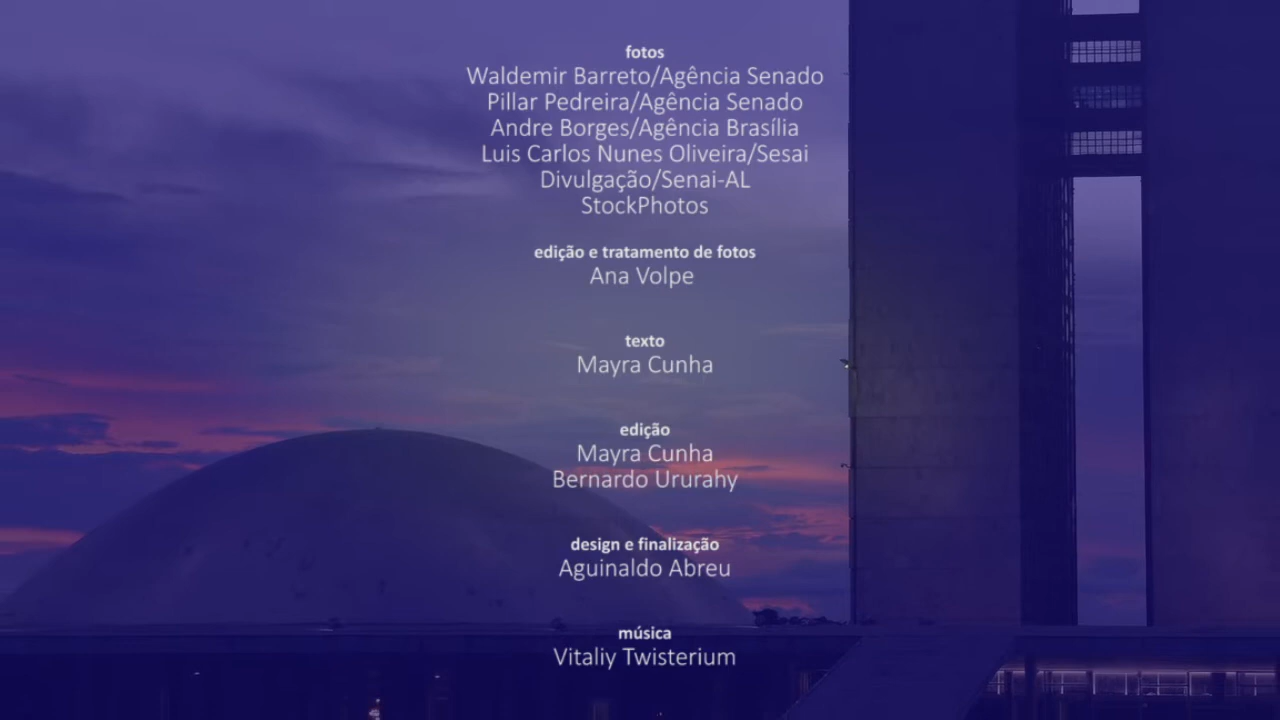 fotos
Waldemir Barreto/Agência Senado
Pillar Pedreira/Agência Senado
Andre Borges/Agência Brasília
Luis Carlos Nunes Oliveira/Sesai
Divulgação/Senai-AL
StockPhotos
edição e tratamento de fotos
Ana Volpe
texto
Mayra Cunha
edição
Mayra Cunha
Bernardo Ururahy
design e finalização
Aguinaldo Abreu
música
Vitaliy Twisterium